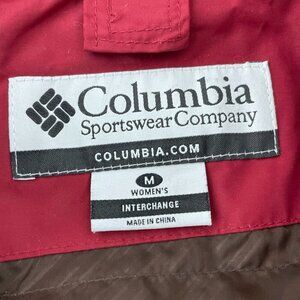 Columbia
Sportswear Company
COLUMBIA.COM
M
WOMEN'S
INTERCHANGE
MADE IN CHINA